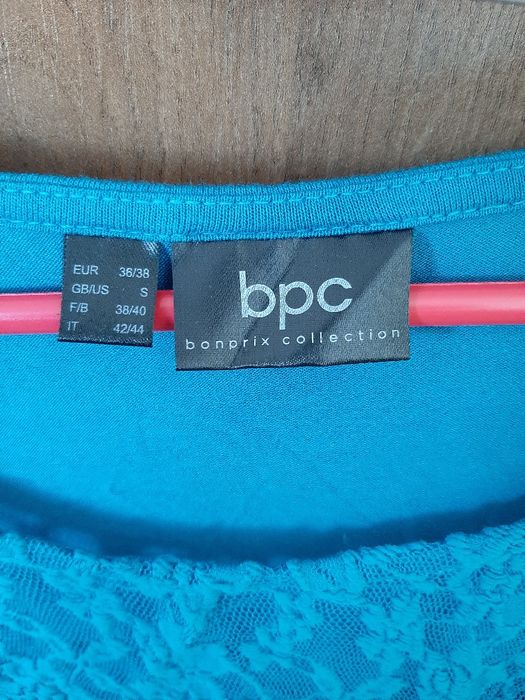 EUR 36/38
GB/US S
F/B 38/40
IT 42/44
bpc
bonprix collection